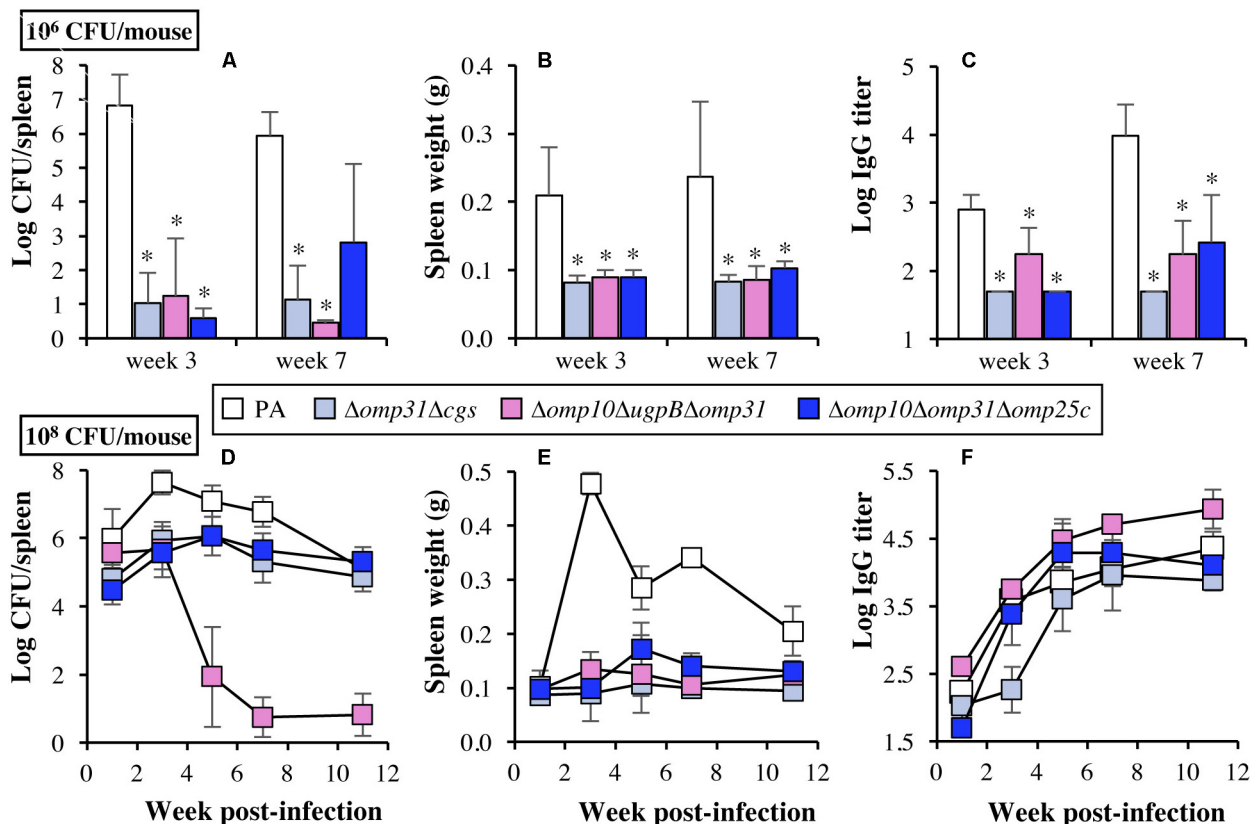 10⁶ CFU/mouse
A
B
C
Log CFU/spleen
8
7
6
5
4
3
2
1
0
* * * * *
week 3 week 7
Spleen weight (g)
0.4
0.3
0.2
0.1
0.0
* * * * * *
week 3 week 7
Log IgG titer
5
4
3
2
1
* * * * *
week 3 week 7
PA Δomp31Δcgs Δomp10ΔugpBΔomp31 Δomp10Δomp31Δomp25c
10⁸ CFU/mouse
D
E
F
Log CFU/spleen
8
6
4
2
0
0 2 4 6 8 10 12
Week post-infection
Spleen weight (g)
0.5
0.4
0.3
0.2
0.1
0.0
0 2 4 6 8 10 12
Week post-infection
Log IgG titer
5.5
4.5
3.5
2.5
1.5
0 2 4 6 8 10 12
Week post-infection